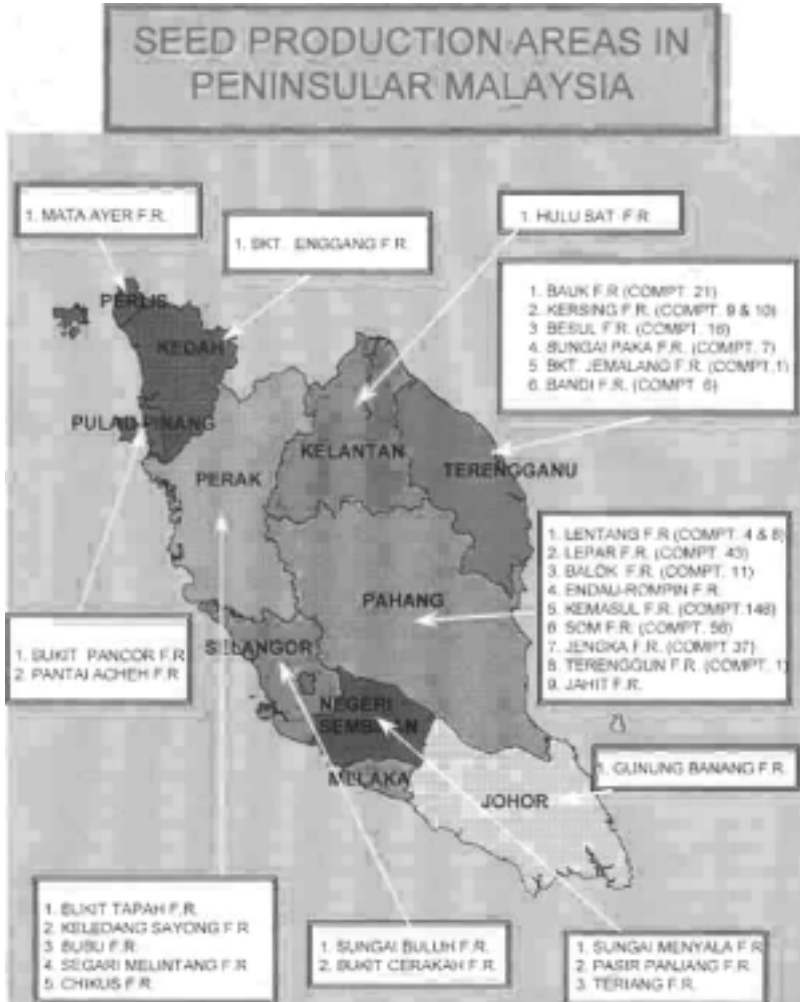 SEED PRODUCTION AREAS IN
PENINSULAR MALAYSIA
1. MATA AYER F.R.
1. BKT. ENGGANG F.R.
1. HULU SAT F.R.
1. BAUK F.R (COMPT. 21)
2. KERSING F.R. (COMPT. 9 & 10)
3 BESUL F.R. (COMPT. 16)
4. SUNGAI PAKA F.R. (COMPT. 7)
5 BKT. JEMALANG F.R. (COMPT.1)
6. BANDI F.R. (COMPT. 6)
PERLIS
KEDAH
PULAU PINANG
PERAK
KELANTAN
TERENGGANU
1. LENTANG F.R (COMPT. 4 & 8)
2. LEPAR F.R. (COMPT. 43)
3. BALOK F.R. (COMPT. 11)
4. ENDAU-ROMPIN F.R.
5 KEMASUL F.R. (COMPT.148)
6 SOM F.R. (COMPT. 56)
7. JENGKA F.R. (COMPT 37)
8. TERENGGUN F.R. (COMPT. 1)
9. JAHIT F.R.
PAHANG
1. BUKIT PANCOR F.R
2. PANTAI ACHEH F.R
SELANGOR
NEGERI
SEMBILAN
MELAKA
JOHOR
1. GUNUNG BANANG F.R.
1. BUKIT TAPAH F.R.
2. KELEDANG SAYONG F.R
3. BUBU F.R.
4. SEGARI MELINTANG F.R
5. CHIKUS F.R.
1. SUNGAI BULUH F.R.
2. BUKIT CERAKAH F.R.
1. SUNGAI MENYALA F.R
2. PASIR PANJANG F.R.
3. TERIANG F.R.